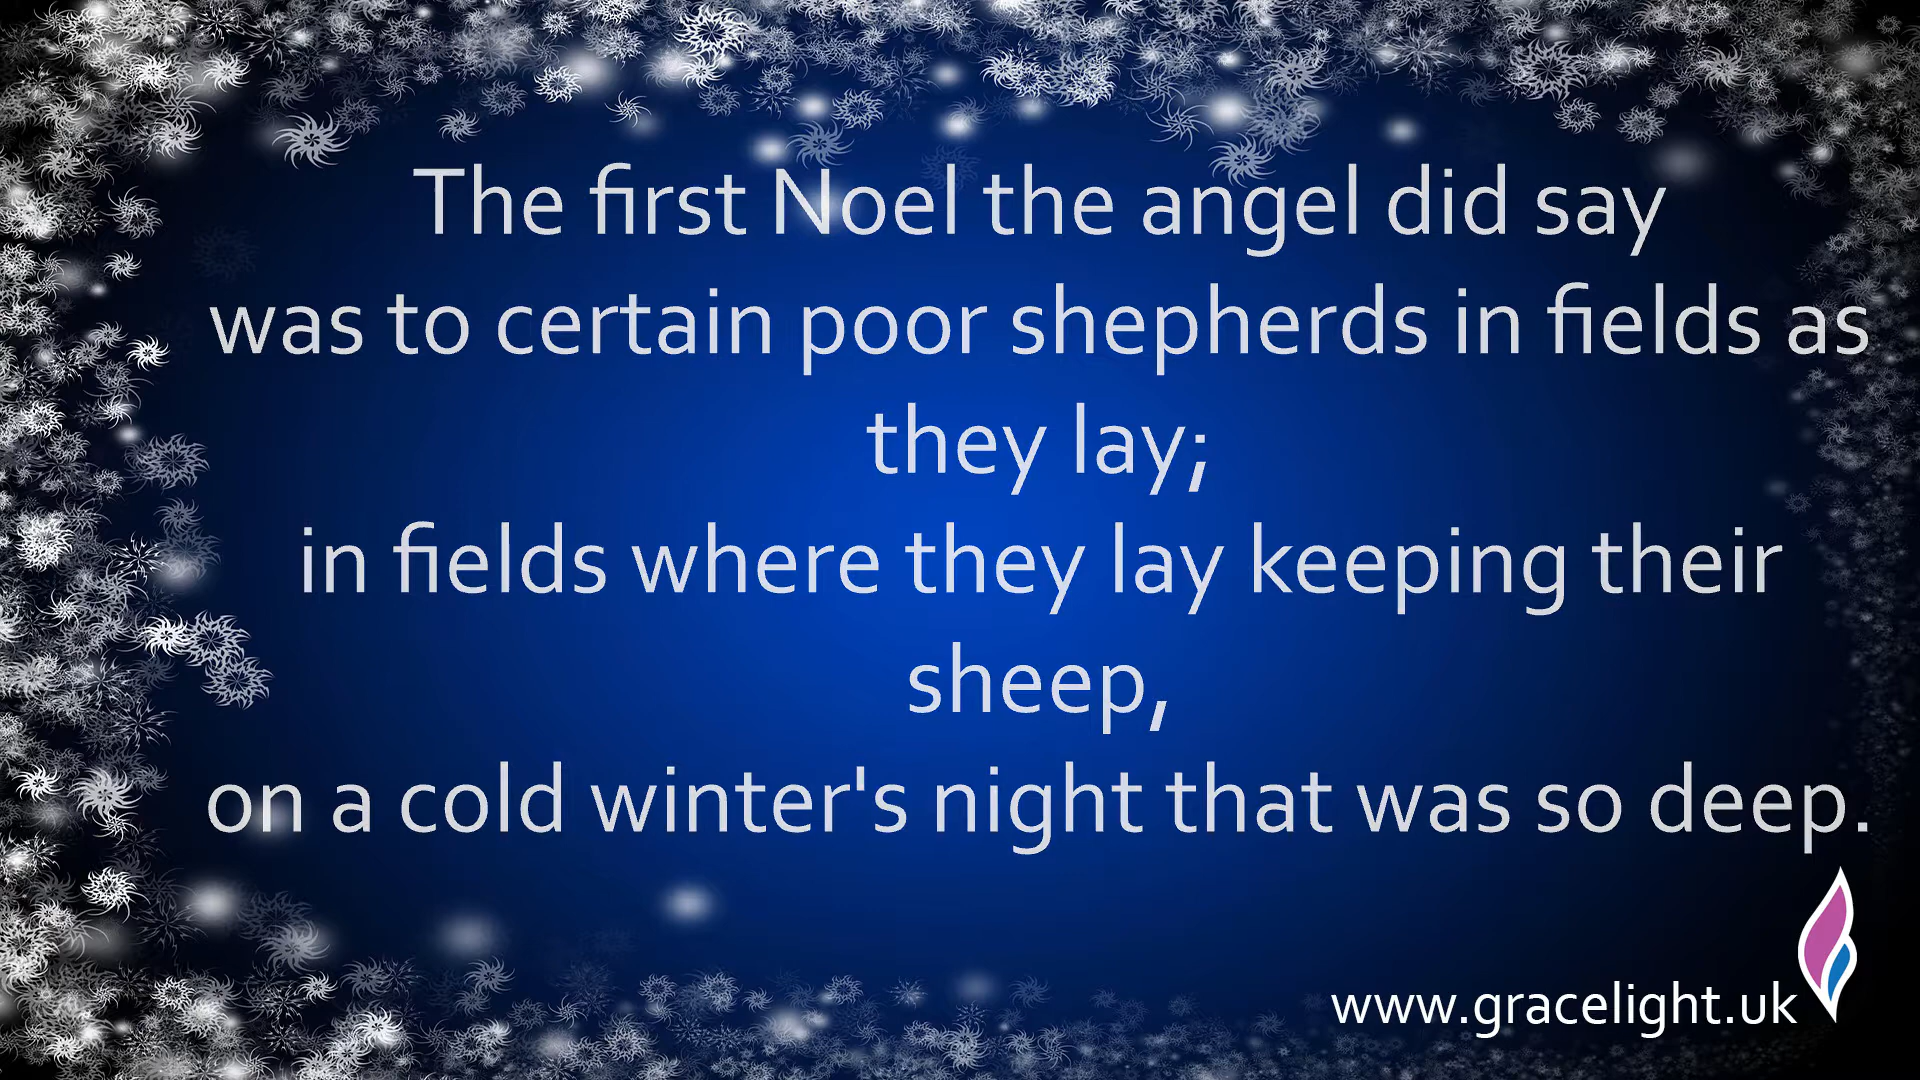 The first Noel the angel did say
was to certain poor shepherds in fields as
they lay;
in fields where they lay keeping their
sheep,
on a cold winter's night that was so deep.
www.gracelight.uk